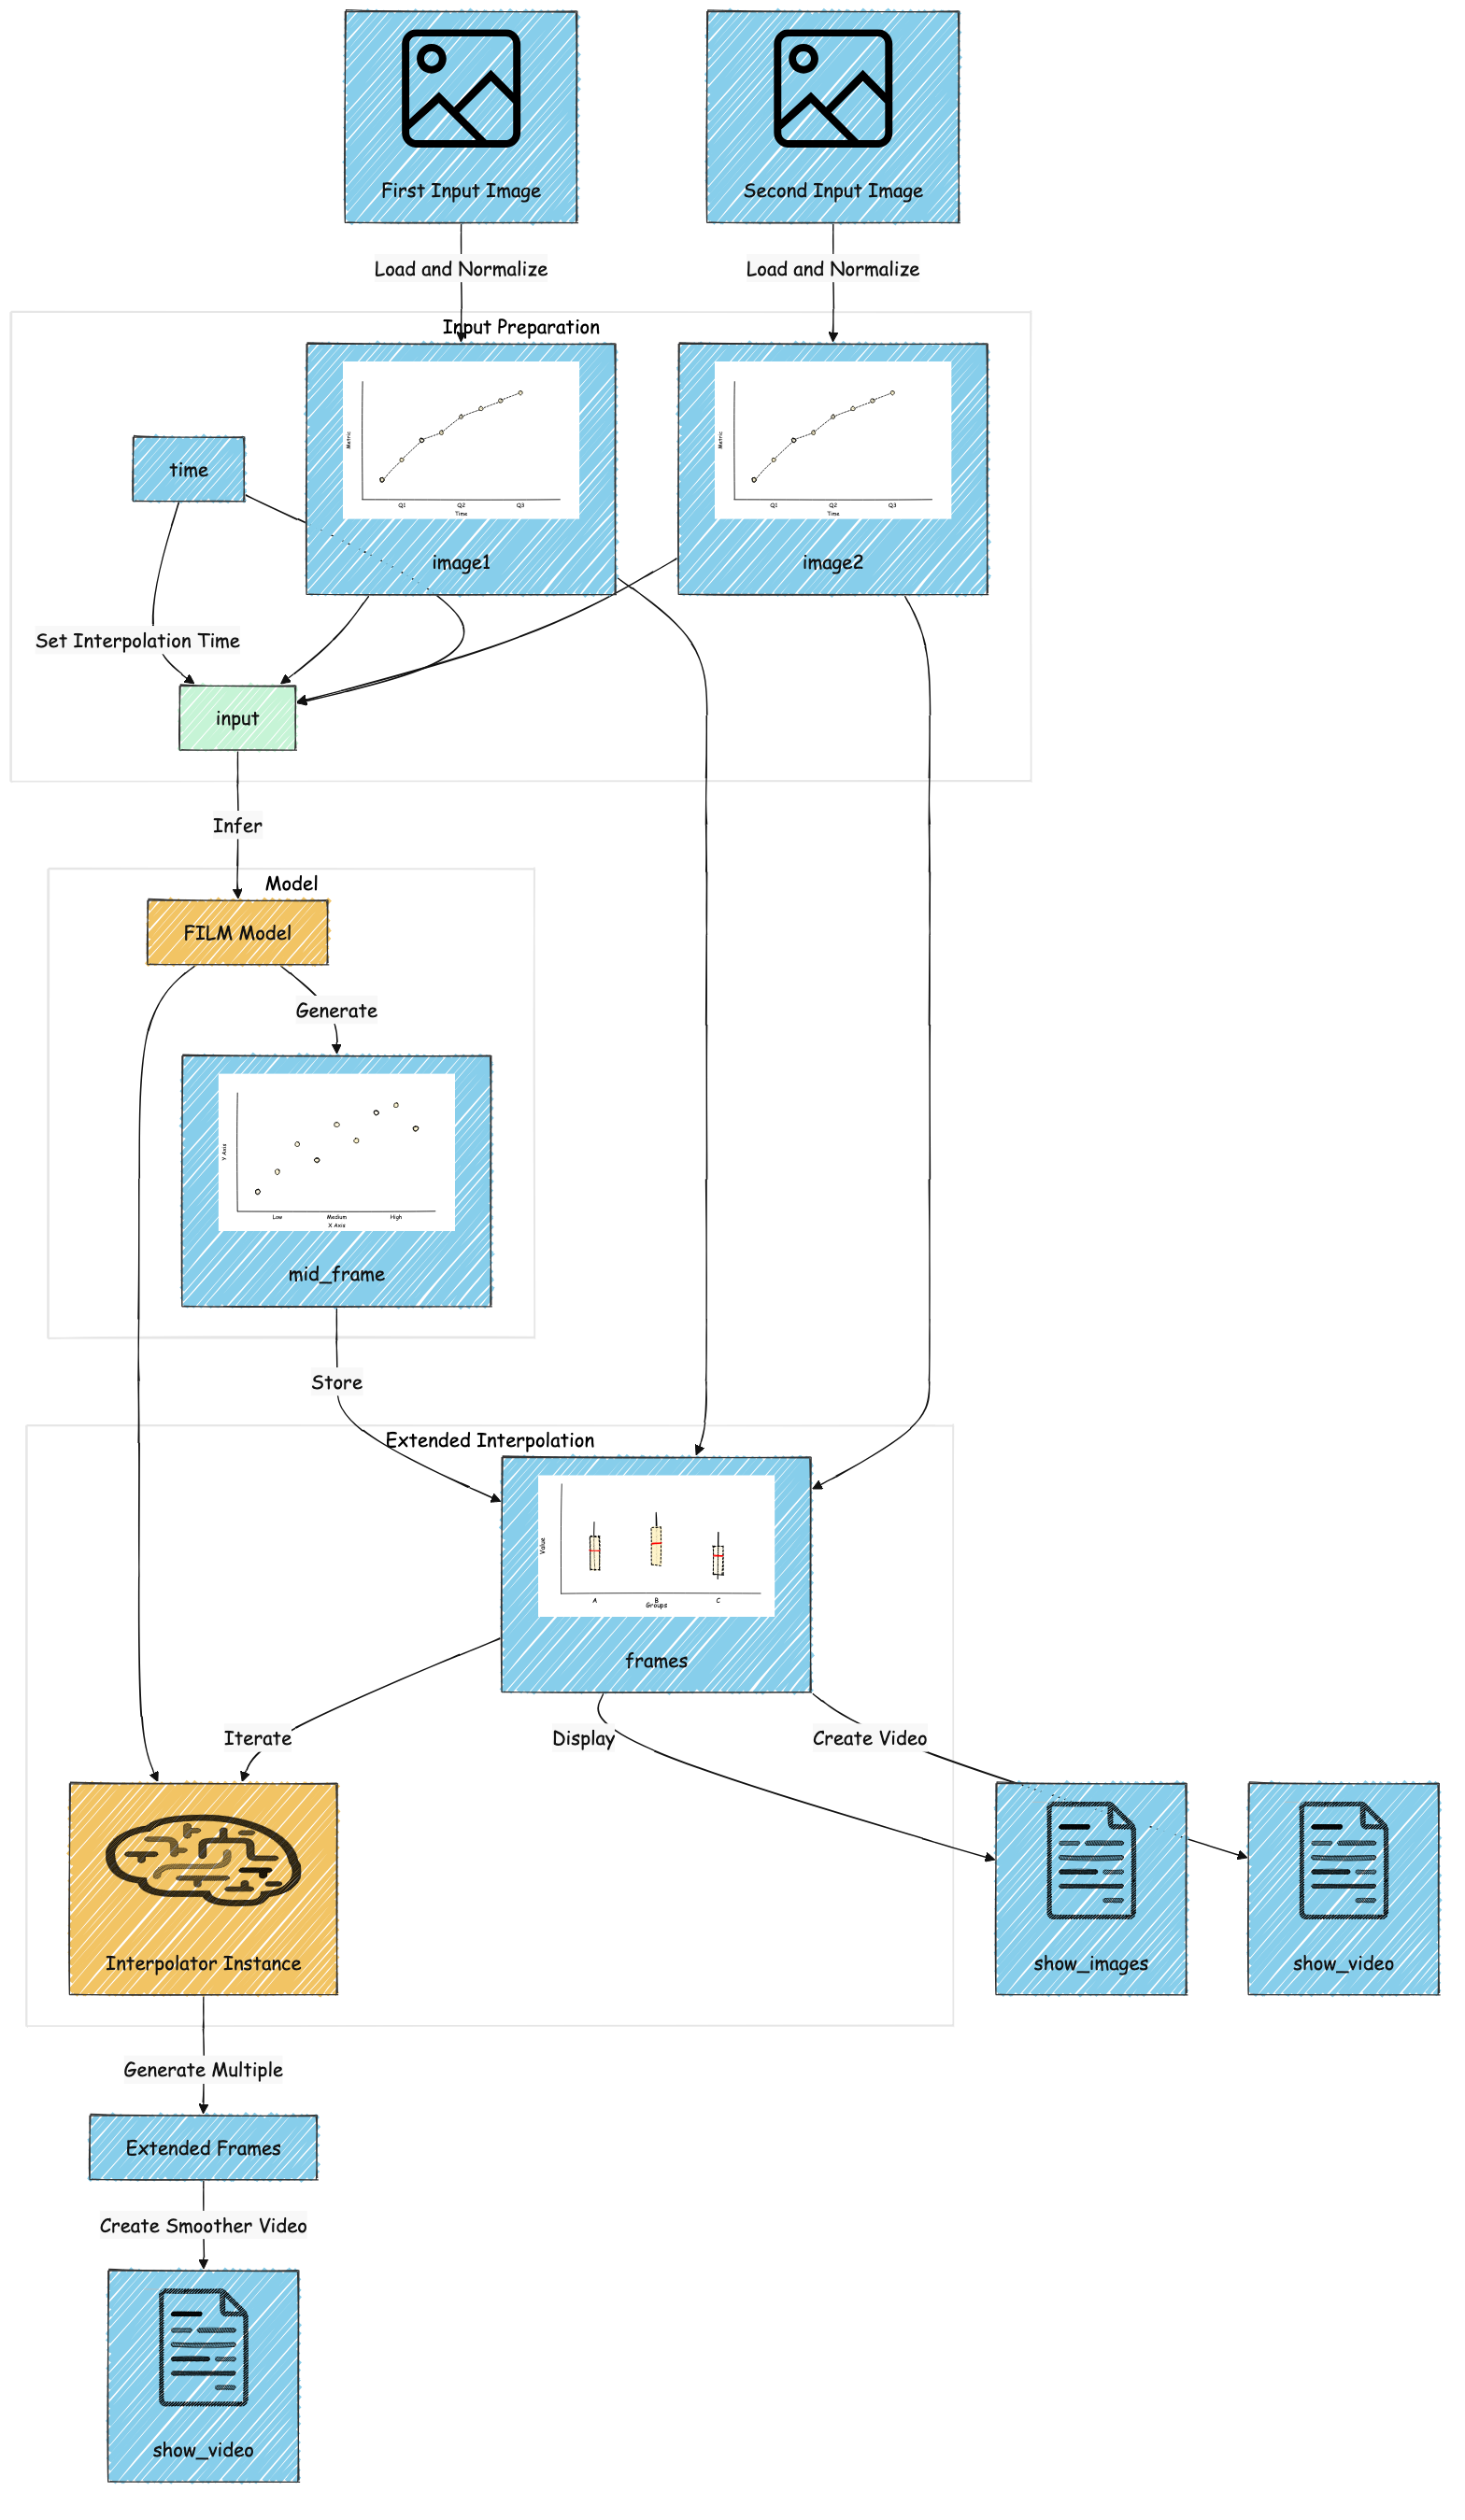 First Input Image
Second Input Image
Load and Normalize
Load and Normalize
Input Preparation
Metric
Q1
Q2
Q3
Time
image1
Metric
Q1
Q2
Q3
Time
image2
time
Set Interpolation Time
input
Infer
Model
FILM Model
Generate
Y Axis
Low
Medium
High
X Axis
mid_frame
Store
Extended Interpolation
Value
A
B
C
Groups
frames
Iterate
Display
Create Video
Interpolator Instance
show_images
show_video
Generate Multiple
Extended Frames
Create Smoother Video
show_video